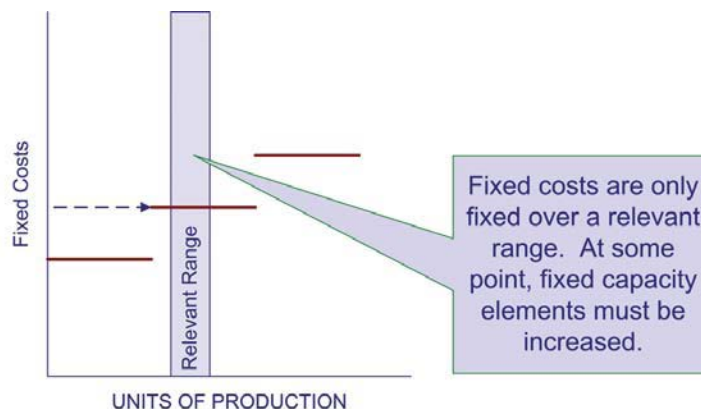 Fixed Costs
Relevant Range
UNITS OF PRODUCTION
Fixed costs are only
fixed over a relevant
range. At some
point, fixed capacity
elements must be
increased.